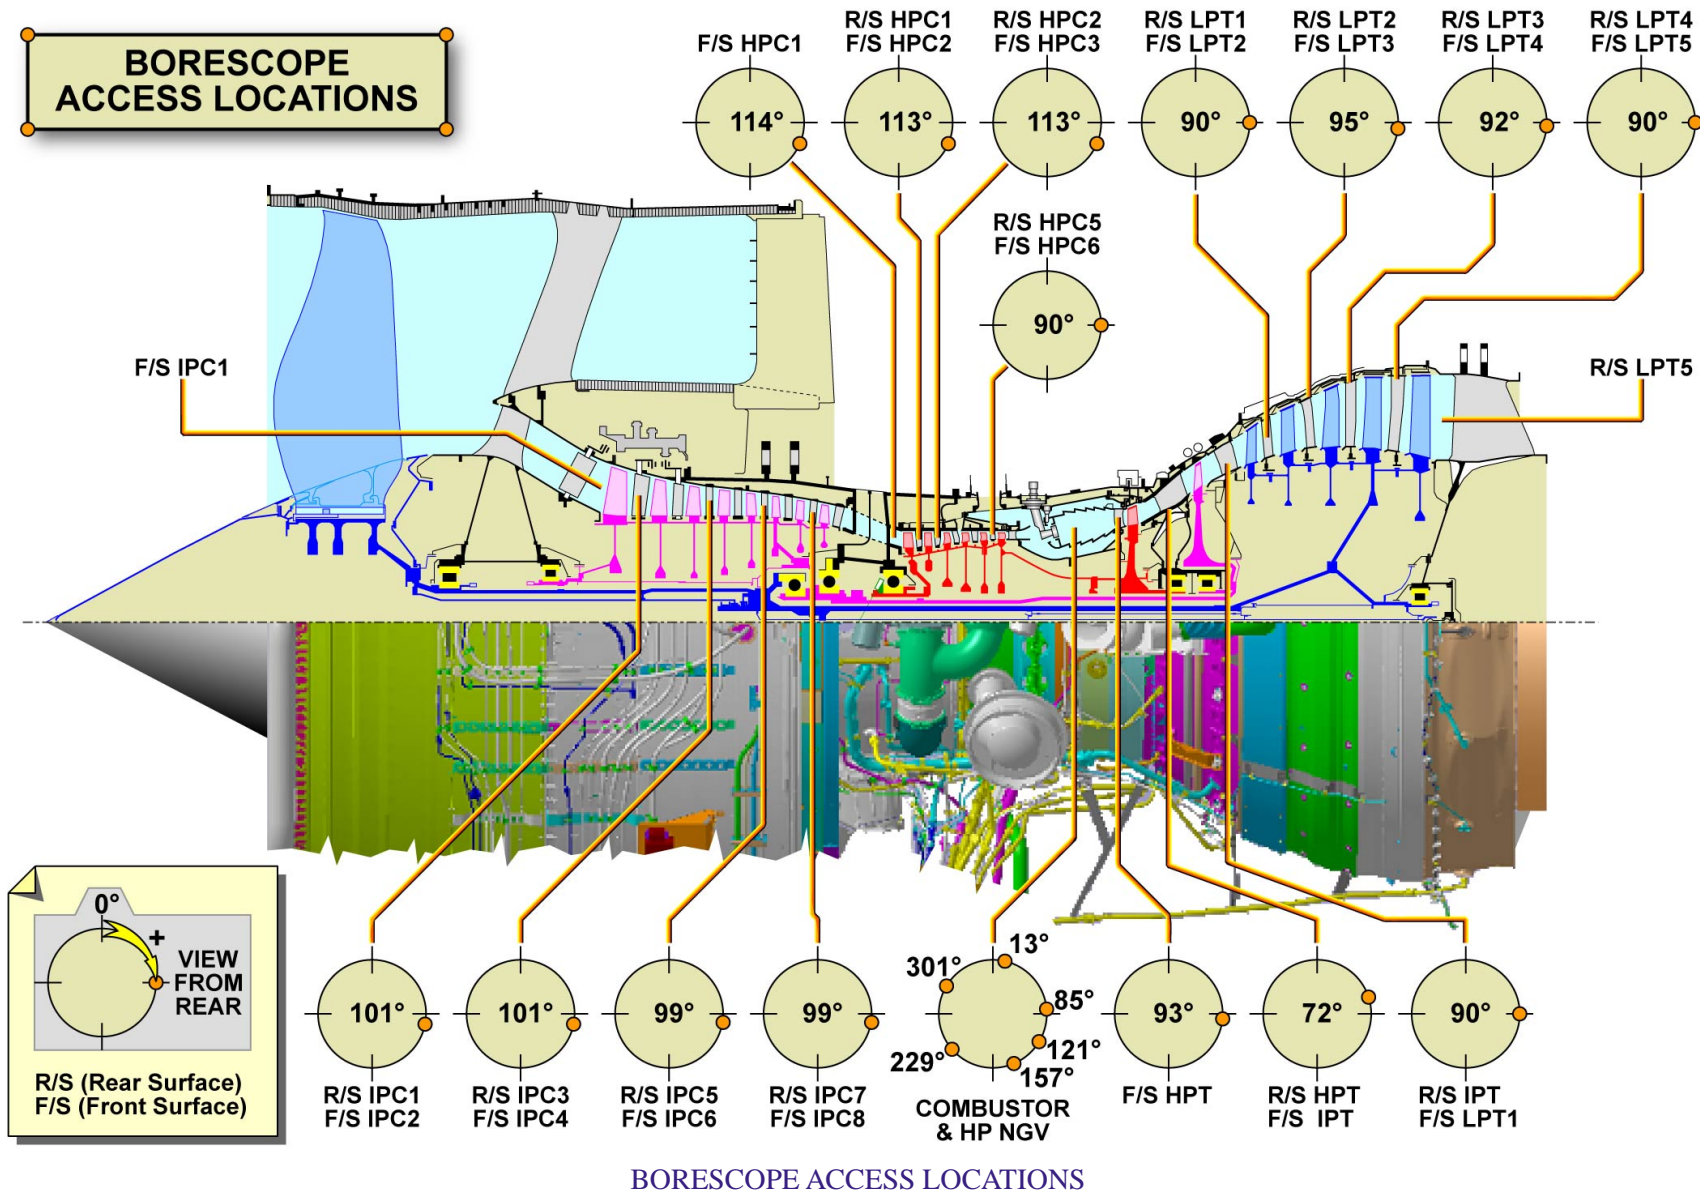 BORESCOPE
ACCESS LOCATIONS
F/S HPC1
114°
R/S HPC1
F/S HPC2
113°
R/S HPC2
F/S HPC3
113°
R/S LPT1
F/S LPT2
90°
R/S LPT2
F/S LPT3
95°
R/S LPT3
F/S LPT4
92°
R/S LPT4
F/S LPT5
90°
R/S HPC5
F/S HPC6
90°
F/S IPC1
R/S LPT5
0°
+
VIEW
FROM
REAR
R/S (Rear Surface)
F/S (Front Surface)
101°
R/S IPC1
F/S IPC2
101°
R/S IPC3
F/S IPC4
99°
R/S IPC5
F/S IPC6
99°
R/S IPC7
F/S IPC8
13°
301°
85°
121°
229°
157°
COMBUSTOR
& HP NGV
93°
F/S HPT
72°
R/S HPT
F/S IPT
90°
R/S IPT
F/S LPT1
BORESCOPE ACCESS LOCATIONS